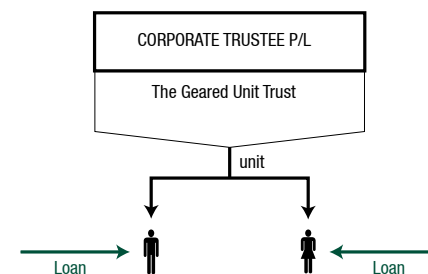 CORPORATE TRUSTEE P/L
The Geared Unit Trust
unit
Loan
Loan